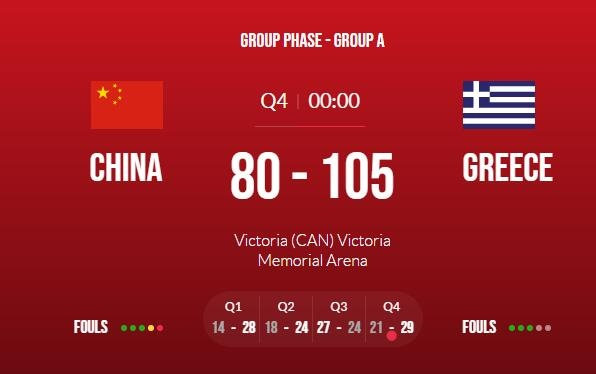 GROUP PHASE - GROUP A
Q4 | 00:00
CHINA
80 - 105
GREECE
Victoria (CAN) Victoria
Memorial Arena
Q1 Q2 Q3 Q4
FOULS
14 - 28 18 - 24 27 - 24 21 - 29
FOULS